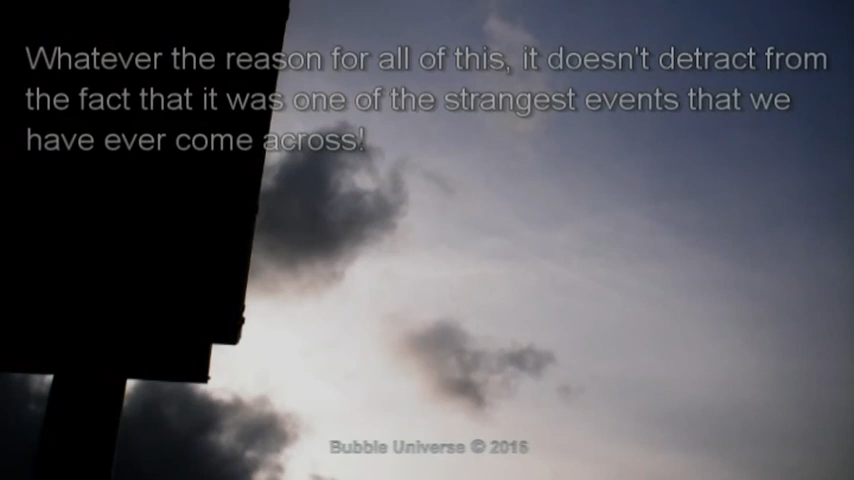 Whatever the reason for all of this, it doesn't detract from
the fact that it was one of the strangest events that we
have ever come across!
Bubble Universe © 2016